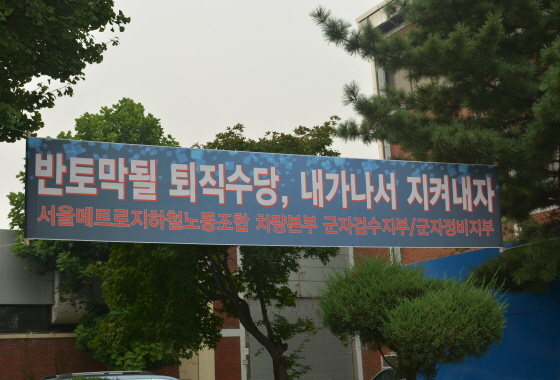 반토막될 퇴직수당, 내가나서 지켜내자
서울메트로지하철노동조합 차량본부 군자검수지부/군자정비지부